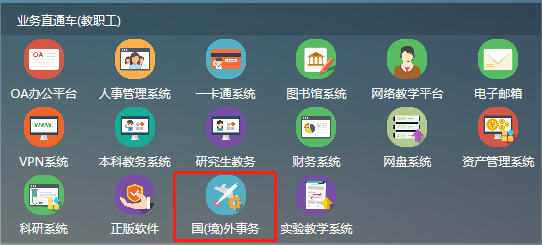 业务直通车(教职工)
OA
OA办公平台 人事管理系统 一卡通系统 图书馆系统 网络教学平台 电子邮箱
WWW.
VPN系统 本科教务系统 研究生教务 财务系统 网盘系统 资产管理系统
科研系统 正版软件 国(境)外事务 实验教学系统